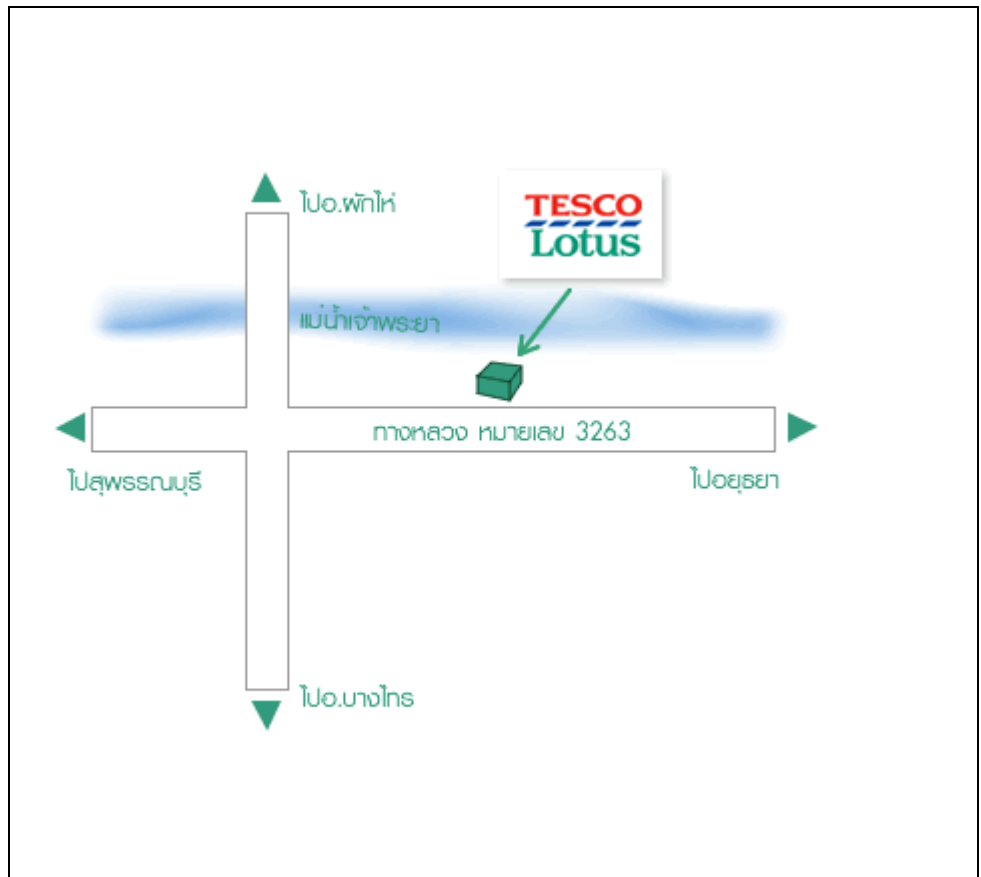 ไปอ.ผักไห่
TESCO
Lotus
แม่น้ำเจ้าพระยา
ทางหลวง หมายเลข 3263
ไปสุพรรณบุรี
ไปอยุธยา
ไปอ.บางไทร